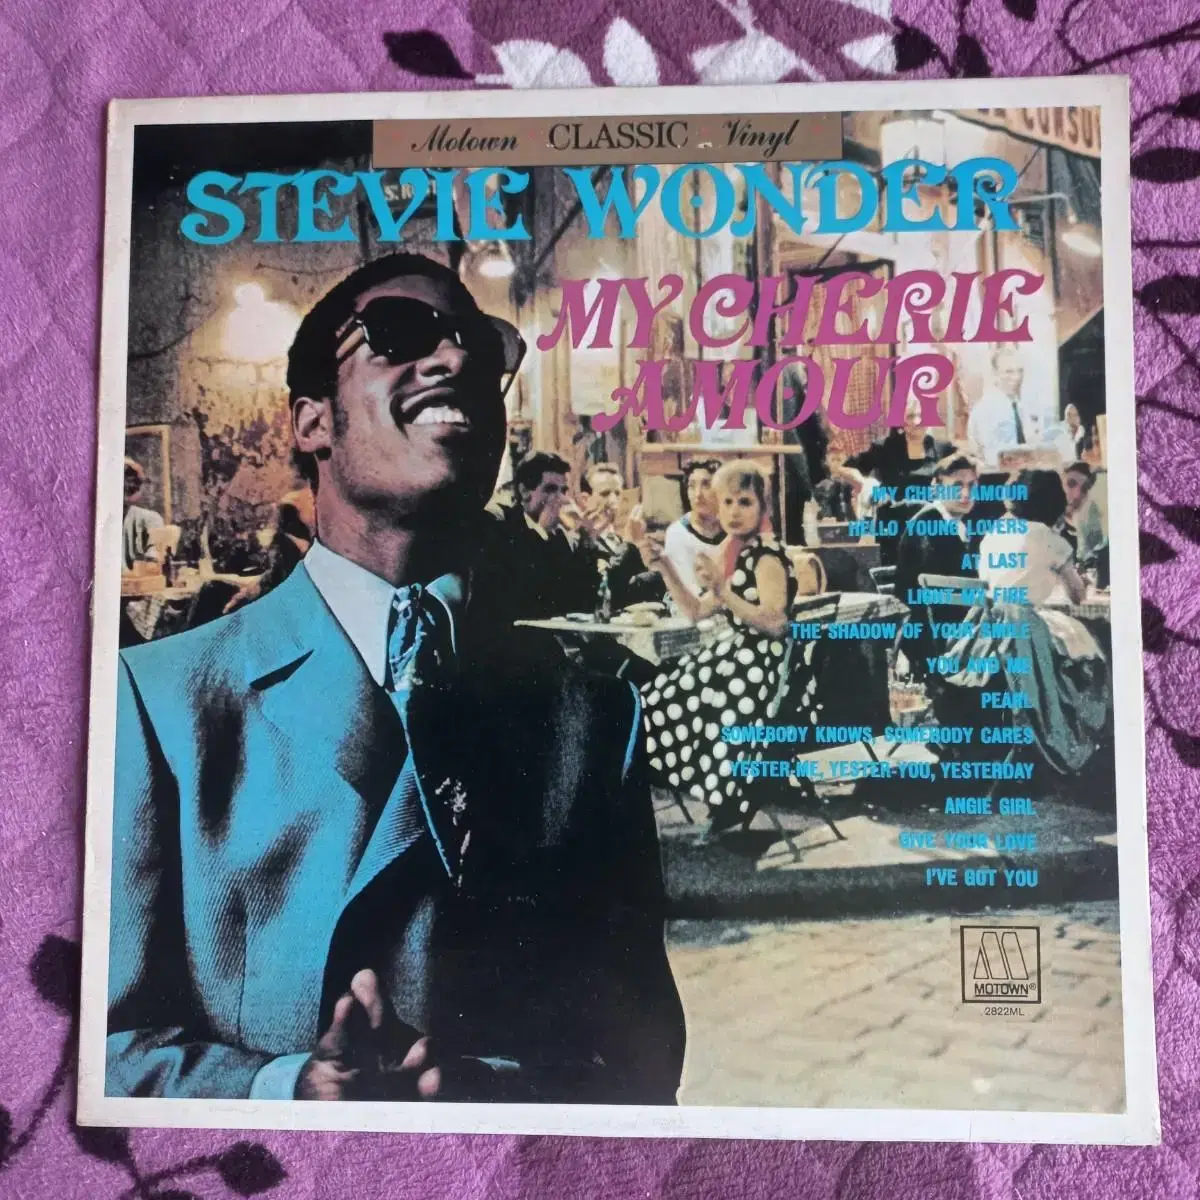 Motown CLASSIC Vinyl
STEVIE WONDER
MY CHERIE
AMOUR
MY CHERIE AMOUR
HELLO YOUNG LOVERS
AT LAST
LIGHT MY FIRE
THE SHADOW OF YOUR SMILE
YOU AND ME
PEARL
SOMEBODY KNOWS, SOMEBODY CARES
YESTER-ME, YESTER-YOU, YESTERDAY
ANGIE GIRL
GIVE YOUR LOVE
I'VE GOT YOU
MOTOWN®
2822ML